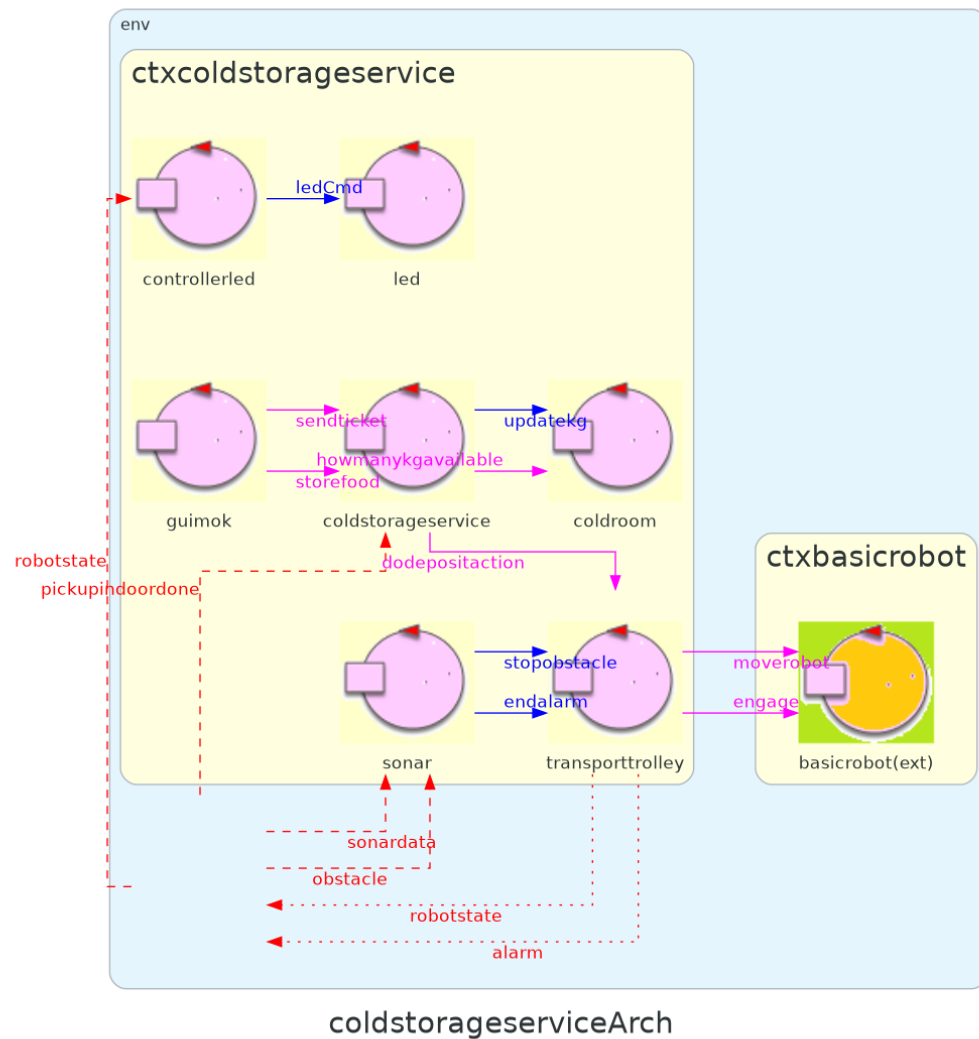 env
ctxcoldstorageservice
ledCmd
controllerled
led
sendticket
updatekg
howmanykgavailable
storefood
guimok
coldstorageservice
coldroom
robotstate
dodepositaction
ctxbasicrobot
pickupindoordone
stopobstacle
moverobot
endalarm
engage
sonar
transporttrolley
basicrobot(ext)
sonardata
obstacle
robotstate
alarm
coldstorageserviceArch